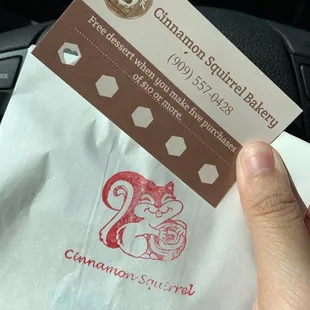 Cinnamon Squirrel Bakery
(909) 557-0428
Free dessert when you make five purchases
of $10 or more.
Cinnamon Squirrel